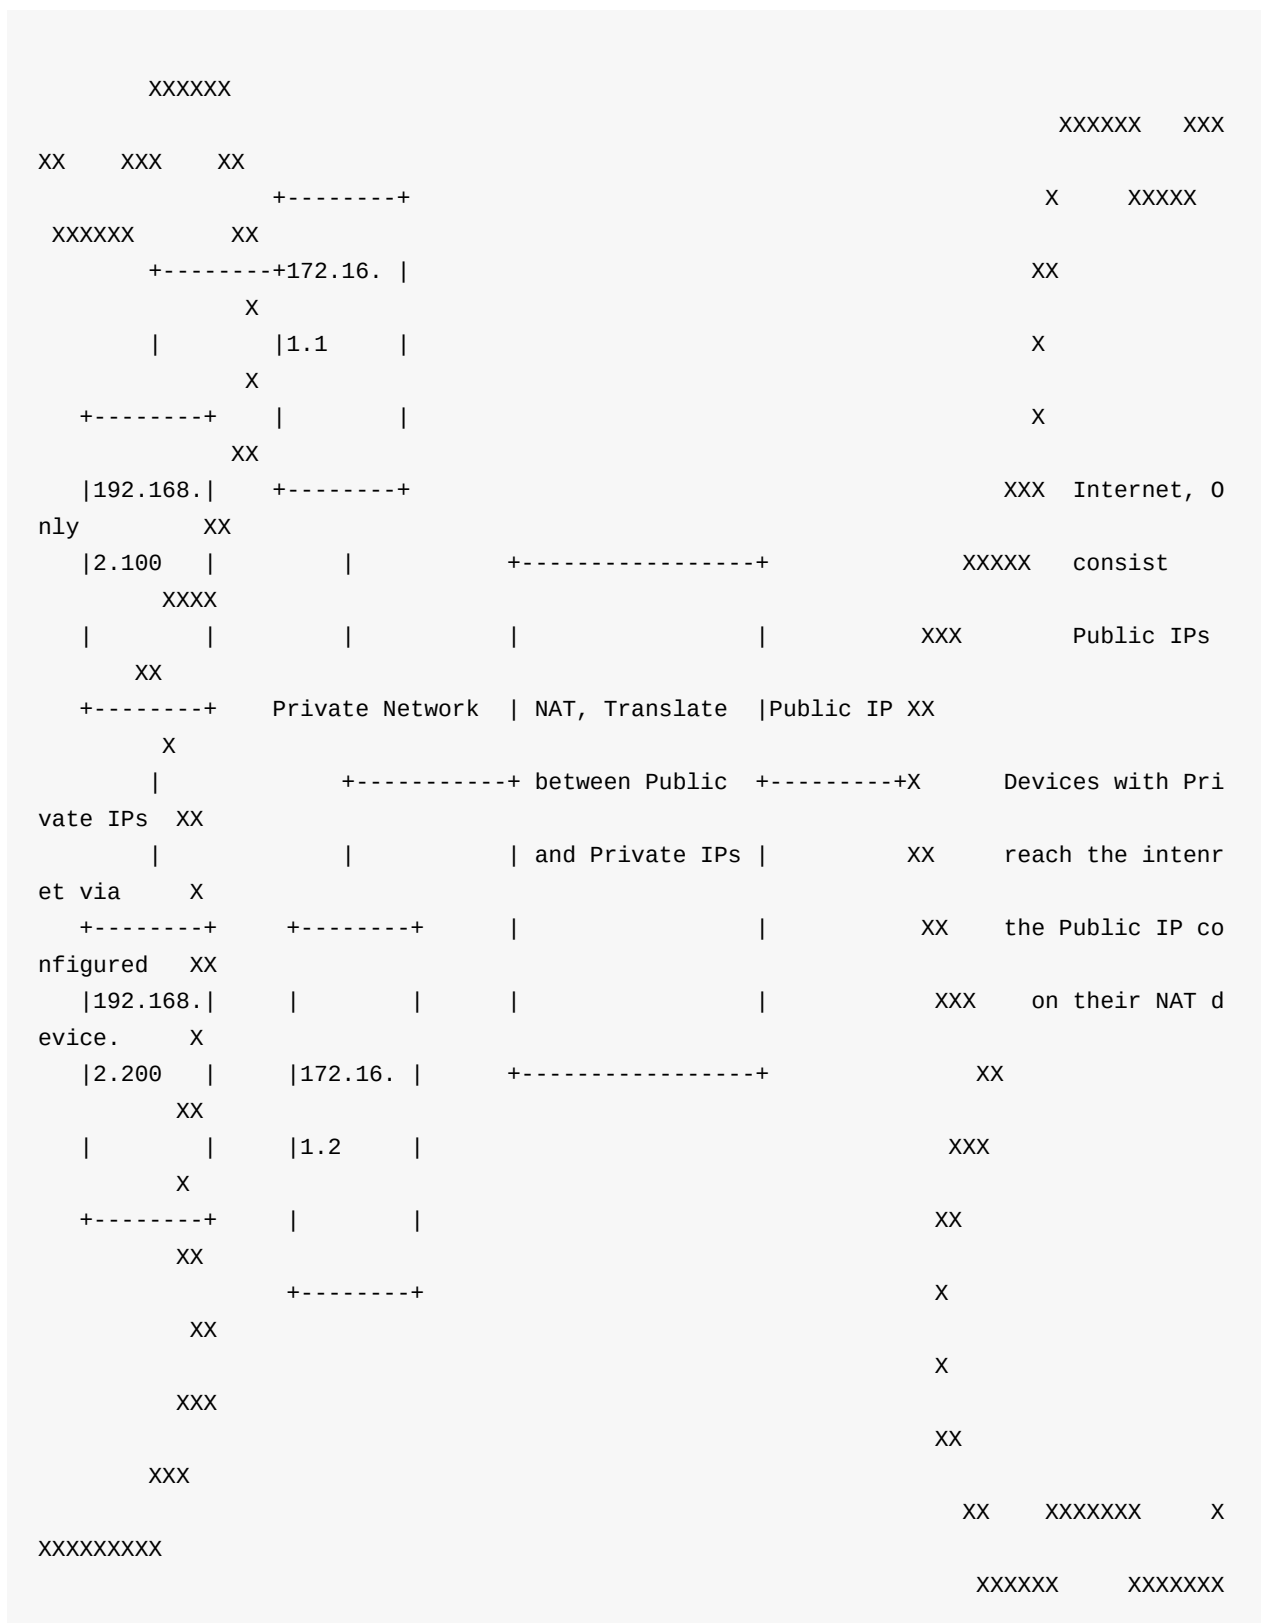 XXXXXX
XXXXXX   XXX
XX    XXX    XX
+--------+                                              X     XXXXX
XXXXXX       XX
+--------+172.16. |                                             XX
X
|        |1.1     |                                             X
X
+--------+    |        |                                             X
XX
|192.168.|    +--------+                                           XXX  Internet, O
nly         XX
|2.100   |         |           +-----------------+              XXXXX   consist
XXXX
|        |         |           |                 |           XXX        Public IPs
XX
+--------+    Private Network  | NAT, Translate  |Public IP XX
X
|             +-----------+ between Public  +---------+X      Devices with Pri
vate IPs  XX
|             |           | and Private IPs |          XX     reach the intenr
et via     X
+--------+     +--------+      |                 |           XX    the Public IP co
nfigured   XX
|192.168.|     |        |      |                 |            XXX    on their NAT d
evice.     X
|2.200   |     |172.16. |      +-----------------+               XX
XX
|        |     |1.2     |                                      XXX
X
+--------+     |        |                                     XX
XX
+--------+                                     X
XX
X
XXX
XX
XXX
XX    XXXXXXX     X
XXXXXXXXX
XXXXXX     XXXXXXX